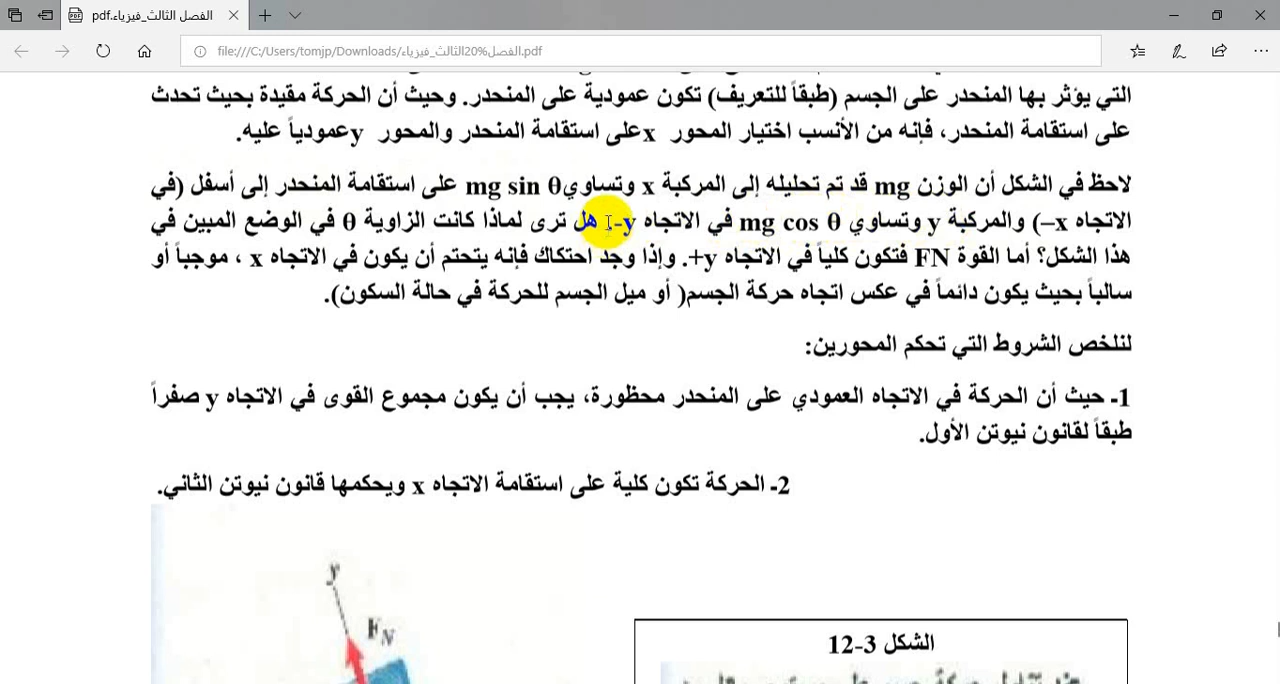 الفصل الثالث_فيزياء.pdf
file:///C:/Users/tomjp/Downloads/الفصل%20الثالث_فيزياء.pdf
التي يؤثر بها المنحدر على الجسم (طبقاً للتعريف) تكون عمودية على المنحدر. وحيث أن الحركة مقيدة بحيث تحدث
على استقامة المنحدر، فإنه من الأنسب اختيار المحور x على استقامة المنحدر والمحور y عمودياً عليه.
لاحظ في الشكل أن الوزن mg قد تم تحليله إلى المركبة x وتساوي mg sin θ على استقامة المنحدر إلى أسفل (في
الاتجاه x–) والمركبة y وتساوي mg cos θ في الاتجاه y-. هل ترى لماذا كانت الزاوية θ في الوضع المبين في
هذا الشكل؟ أما القوة FN فتكون كلياً في الاتجاه y+. وإذا وجد احتكاك فإنه يتحتم أن يكون في الاتجاه x ، موجباً أو
سالباً بحيث يكون دائماً في عكس اتجاه حركة الجسم( أو ميل الجسم للحركة في حالة السكون).
لنلخص الشروط التي تحكم المحورين:
1- حيث أن الحركة في الاتجاه العمودي على المنحدر محظورة، يجب أن يكون مجموع القوى في الاتجاه y صفراً
طبقاً لقانون نيوتن الأول.
2- الحركة تكون كلية على استقامة الاتجاه x ويحكمها قانون نيوتن الثاني.
y
FN
الشكل 3-12